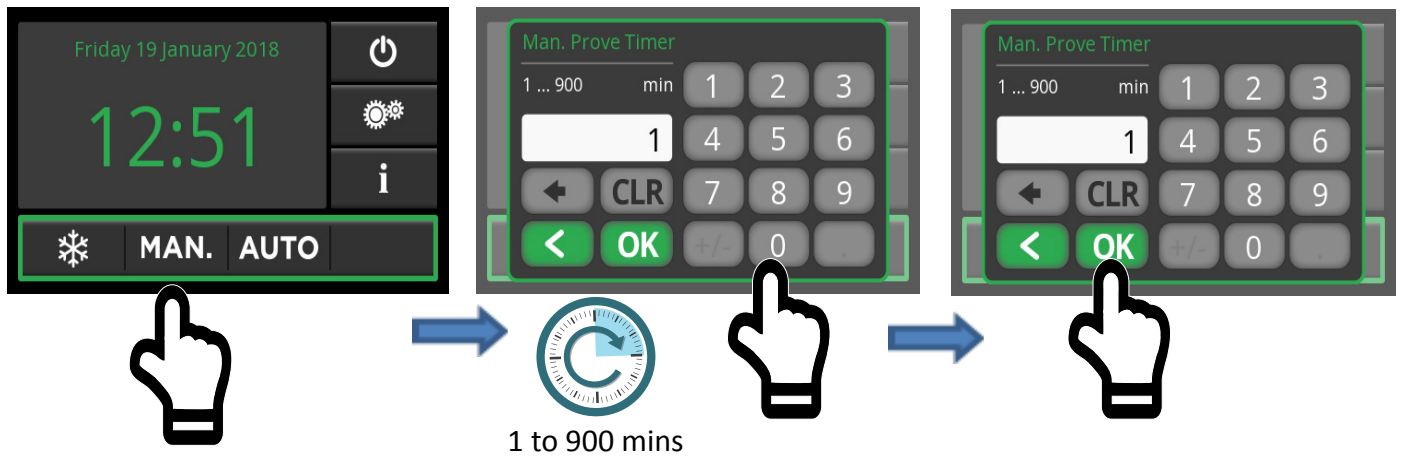 Friday 19 January 2018
12:51
i
MAN. AUTO
Man. Prove Timer
1 ... 900 min
1 2 3
1
4 5 6
CLR 7 8 9
< OK +/- 0 .
1 to 900 mins
Man. Prove Timer
1 ... 900 min
1 2 3
1
4 5 6
CLR 7 8 9
< OK +/- 0 .